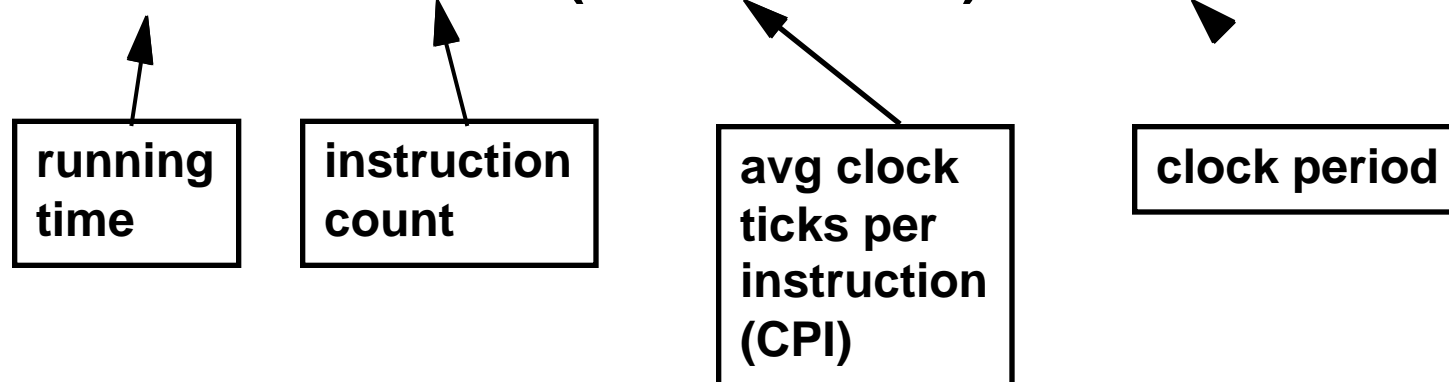 running
time
instruction
count
avg clock
ticks per
instruction
(CPI)
clock period